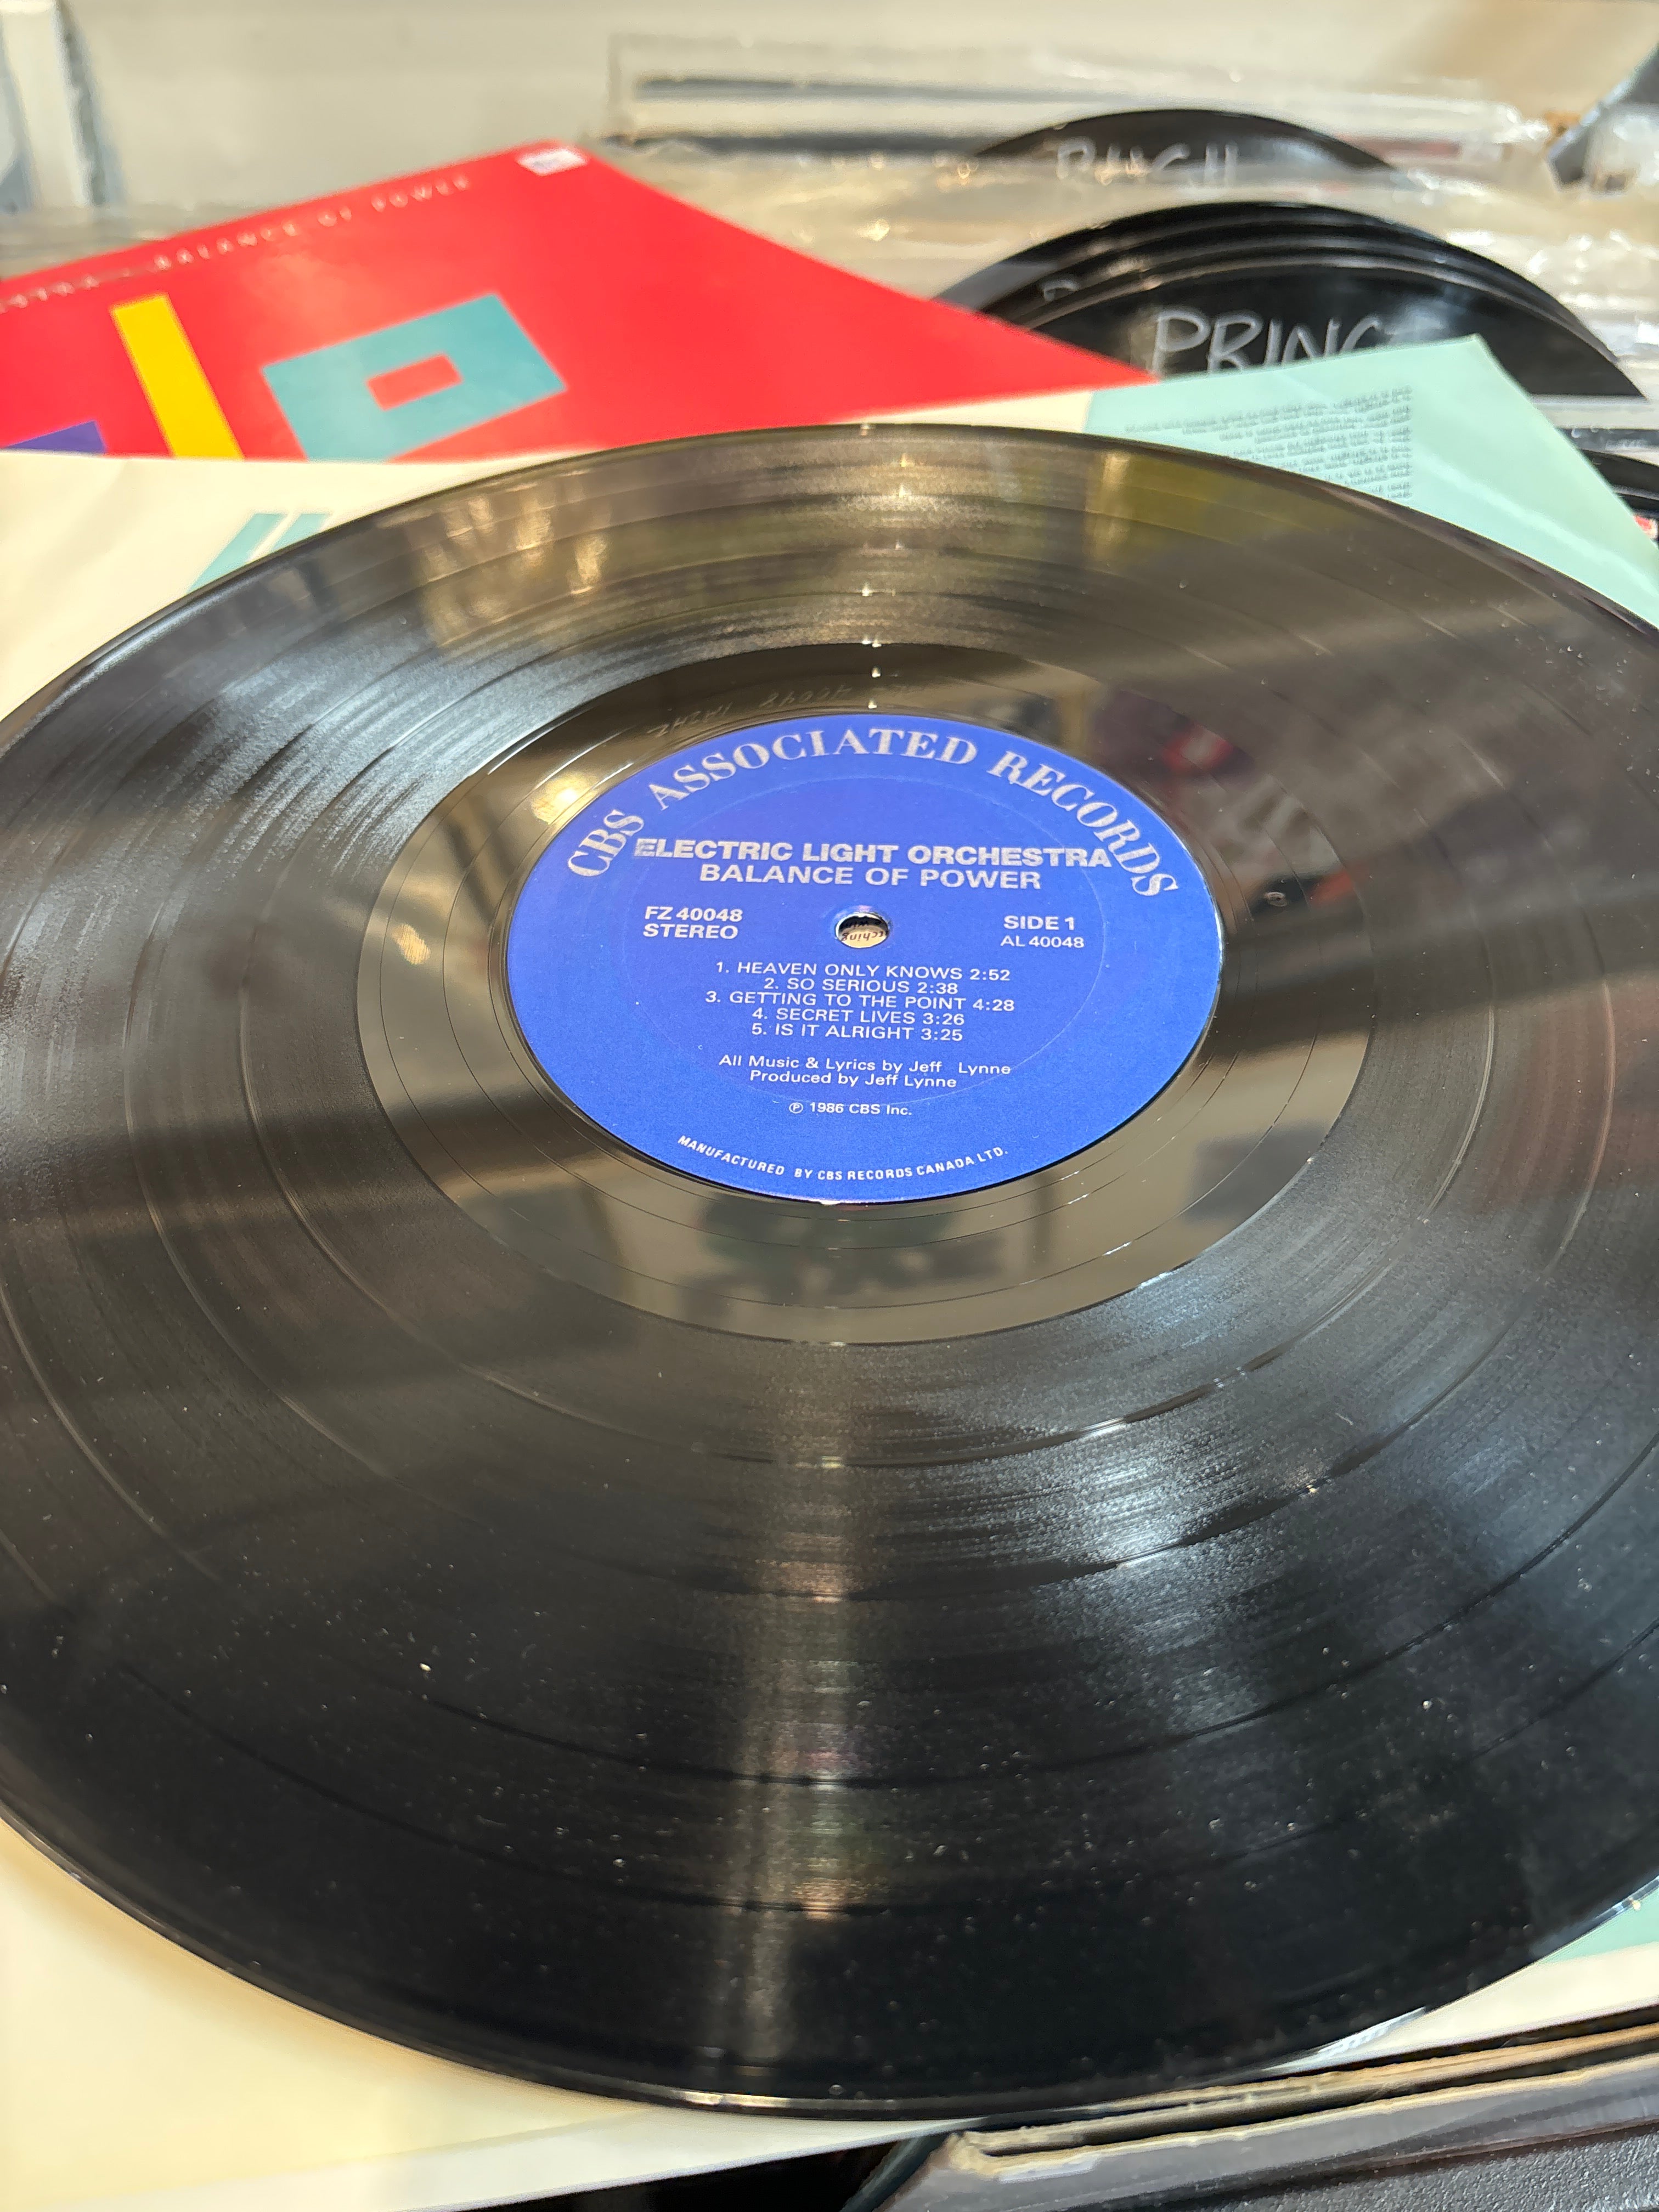 BALANCE OF POWER
RUSH
PRINCE
CBS ASSOCIATED RECORDS
ELECTRIC LIGHT ORCHESTRA
BALANCE OF POWER
FZ 40048
STEREO
SIDE 1
AL 40048
1. HEAVEN ONLY KNOWS 2:52
2. SO SERIOUS 2:38
3. GETTING TO THE POINT 4:28
4. SECRET LIVES 3:26
5. IS IT ALRIGHT 3:25
All Music & Lyrics by Jeff Lynne
Produced by Jeff Lynne
℗ 1986 CBS Inc.
MANUFACTURED BY CBS RECORDS CANADA LTD.